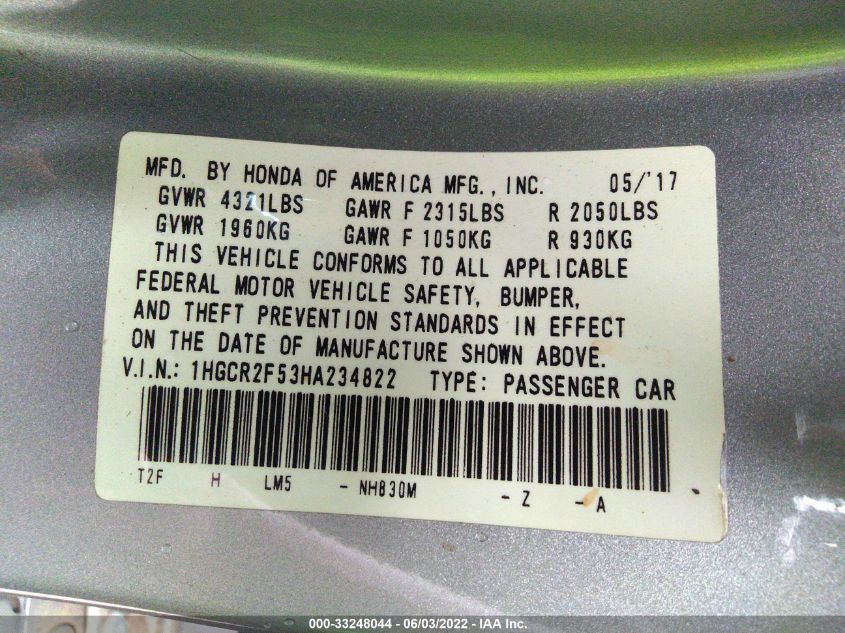 MFD. BY HONDA OF AMERICA MFG., INC. 05/'17
GVWR 4321LBS GAWR F 2315LBS R 2050LBS
GVWR 1960KG GAWR F 1050KG R 930KG
THIS VEHICLE CONFORMS TO ALL APPLICABLE
FEDERAL MOTOR VEHICLE SAFETY, BUMPER,
AND THEFT PREVENTION STANDARDS IN EFFECT
ON THE DATE OF MANUFACTURE SHOWN ABOVE.
V.I.N.: 1HGCR2F53HA234822 TYPE: PASSENGER CAR
T2F H LM5 - NH830M - Z - A
000-33248044 - 06/03/2022 - IAA Inc.